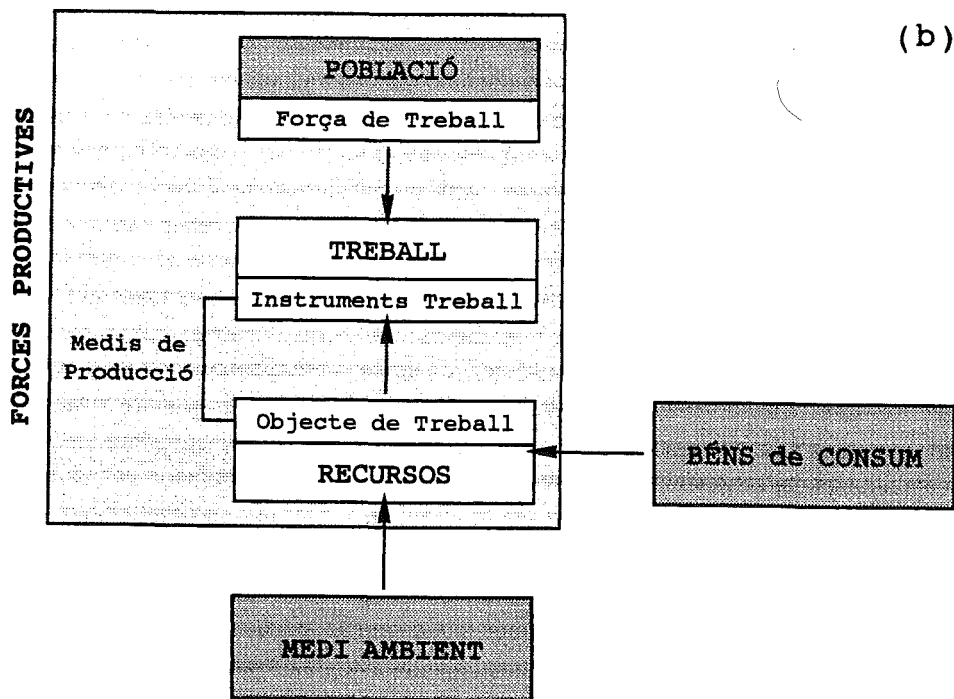 (b)
POBLACIÓ
Força de Treball
FORCES PRODUCTIVES
TREBALL
Instruments Treball
Medis de
Producció
Objecte de Treball
RECURSOS
BÉNS de CONSUM
MEDI AMBIENT